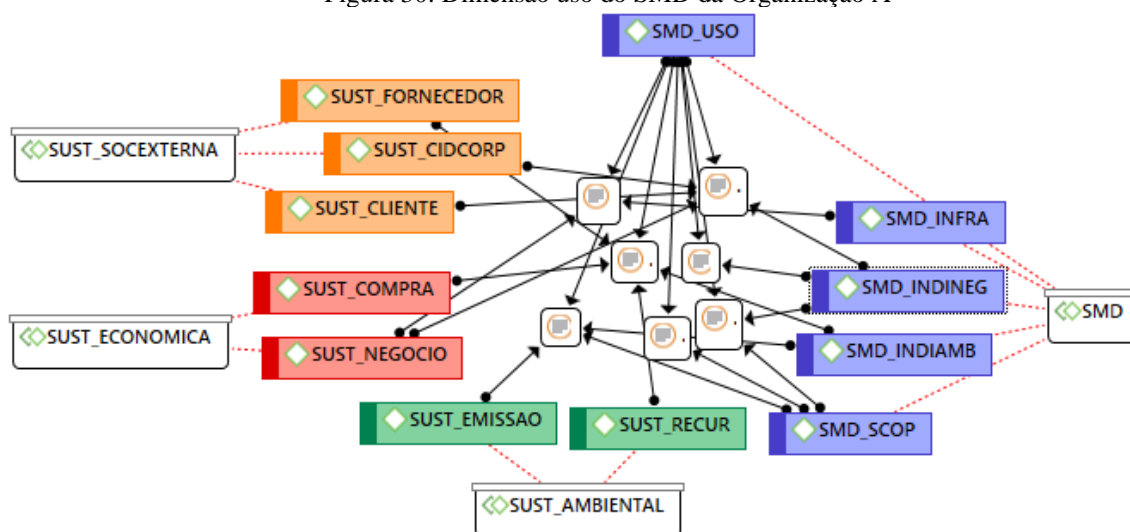 Figura 30: Dimensão uso do SMD da Organização A
SMD_USO
SUST_FORNECEDOR
SUST_SOCEXTERNA
SUST_CIDCORP
SUST_CLIENTE
SMD_INFRA
SUST_COMPRA
SMD_INDINEG
SUST_ECONOMICA
SMD
SUST_NEGOCIO
SMD_INDIAMB
SUST_EMISSAO
SUST_RECUR
SMD_SCOP
SUST_AMBIENTAL